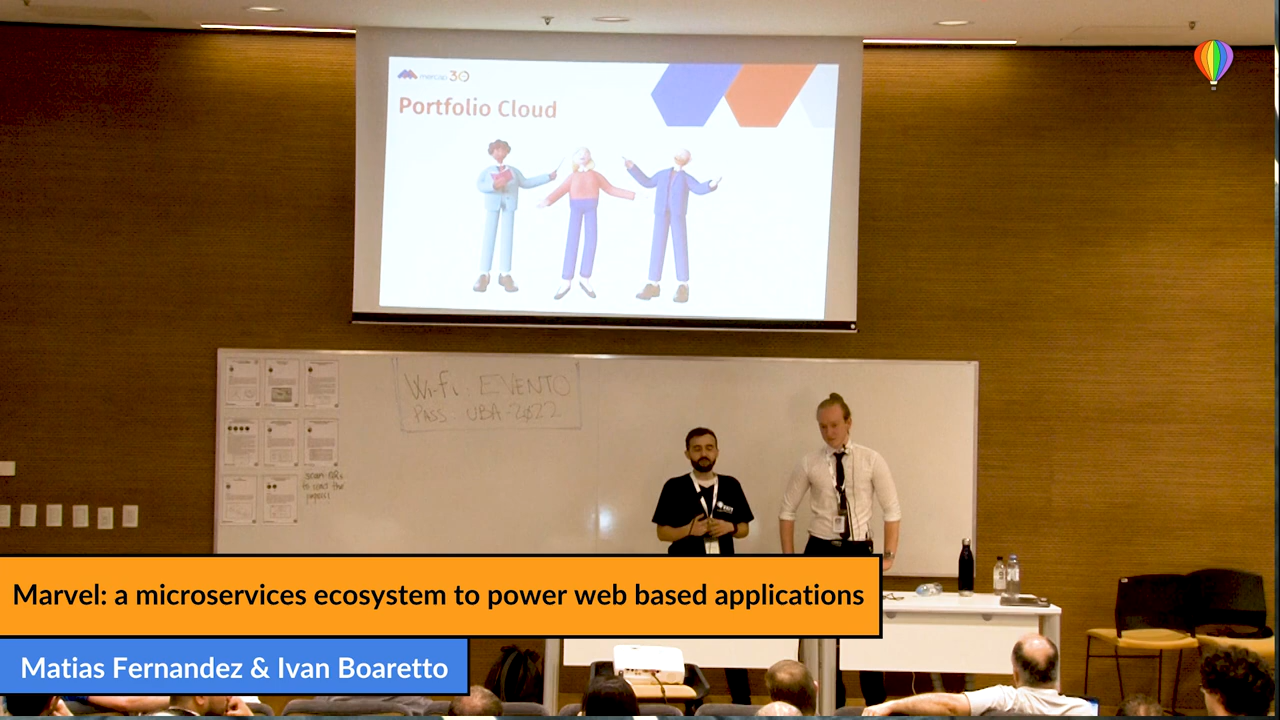 mercap 30
Portfolio Cloud
Wi-Fi: EVENTO
PASS: UBA-2022
Marvel: a microservices ecosystem to power web based applications
Matias Fernandez & Ivan Boaretto